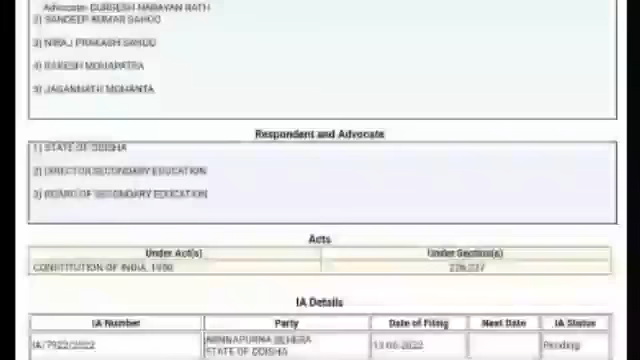 Advocate- DURGESH NARAYAN RATH
2) SANDEEP KUMAR SAHOO
3) NIRAJ PRAKASH SAHOO
4) RAKESH MOHAPATRA
5) JAGANNATH MOHANTA
Respondent and Advocate
1) STATE OF ODISHA
2) DIRECTOR SECONDARY EDUCATION
3) BOARD OF SECONDARY EDUCATION
Acts
Under Act(s) Under Section(s)
CONSTITUTION OF INDIA, 1950 226,227
IA Details
IA Number Party Date of Filing Next Date IA Status
IA/7922/2022 ANNNAPURNA BEHERA 13-06-2022 Pending
STATE OF ODISHA